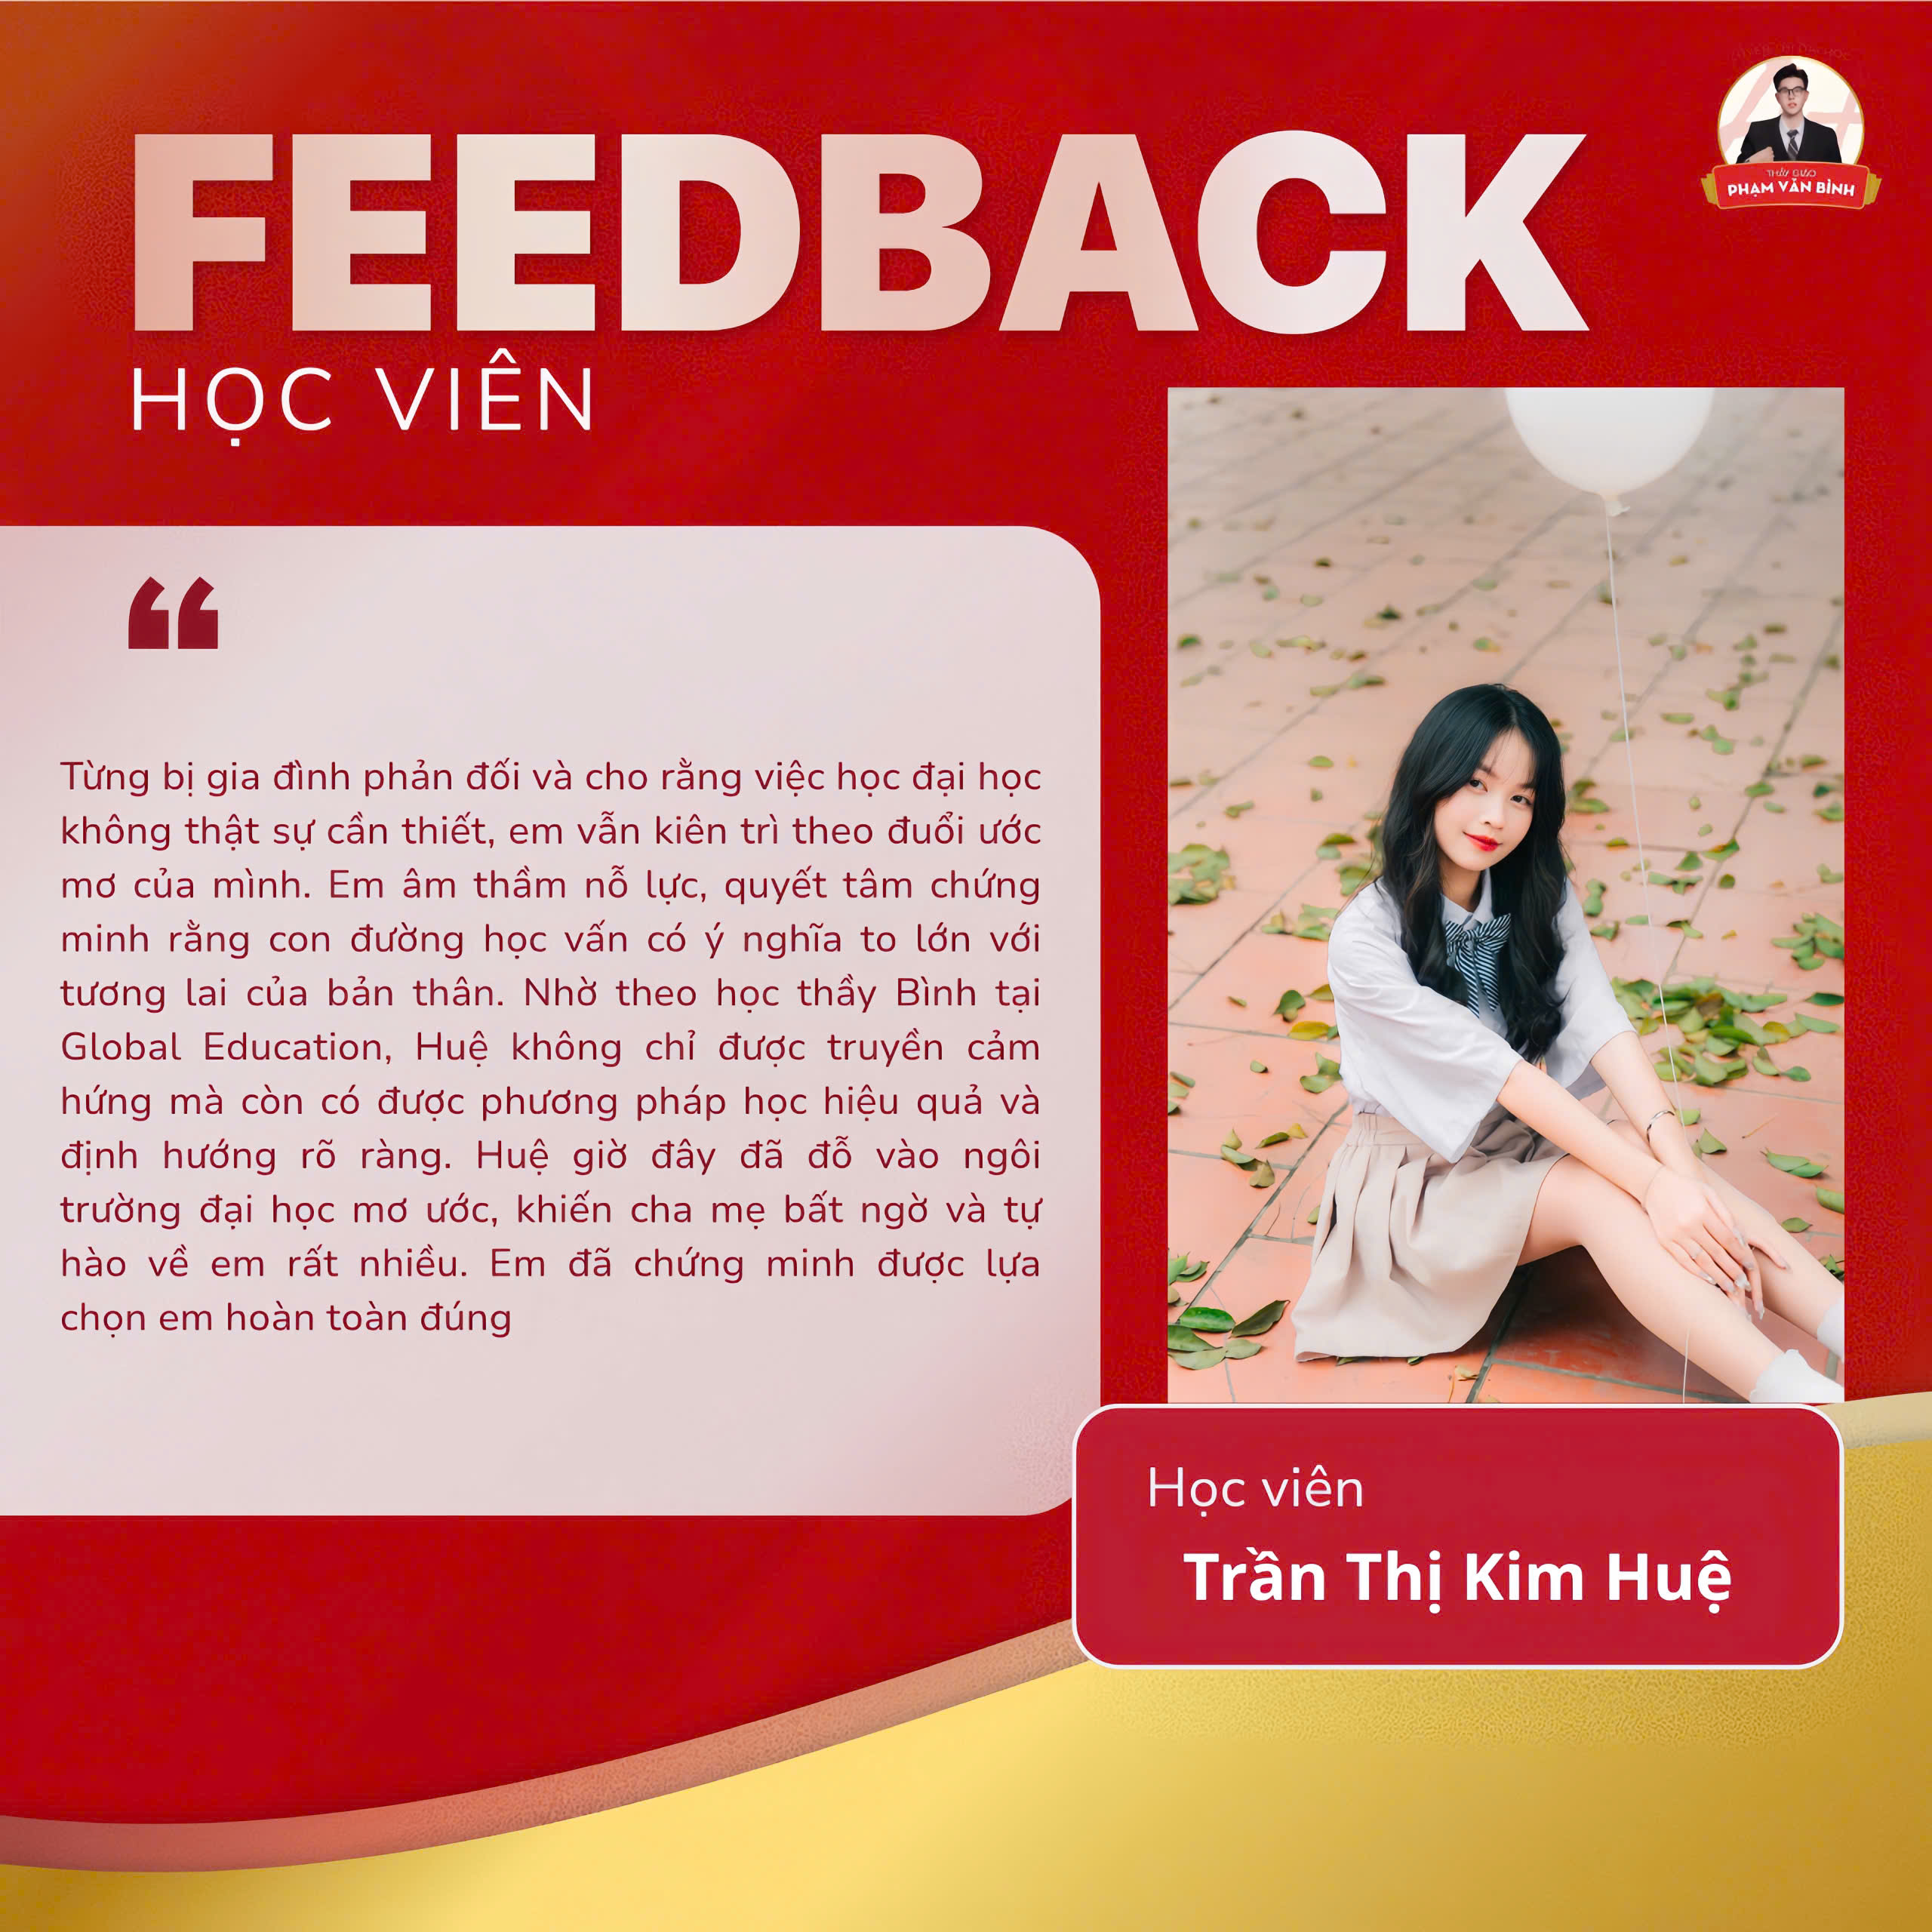 FEEDBACK
HỌC VIÊN
THẦY GIÁO
PHẠM VĂN BÌNH
Từng bị gia đình phản đối và cho rằng việc học đại học
không thật sự cần thiết, em vẫn kiên trì theo đuổi ước
mơ của mình. Em âm thầm nỗ lực, quyết tâm chứng
minh rằng con đường học vấn có ý nghĩa to lớn với
tương lai của bản thân. Nhờ theo học thầy Bình tại
Global Education, Huệ không chỉ được truyền cảm
hứng mà còn có được phương pháp học hiệu quả và
định hướng rõ ràng. Huệ giờ đây đã đỗ vào ngôi
trường đại học mơ ước, khiến cha mẹ bất ngờ và tự
hào về em rất nhiều. Em đã chứng minh được lựa
chọn em hoàn toàn đúng
Học viên
Trần Thị Kim Huệ